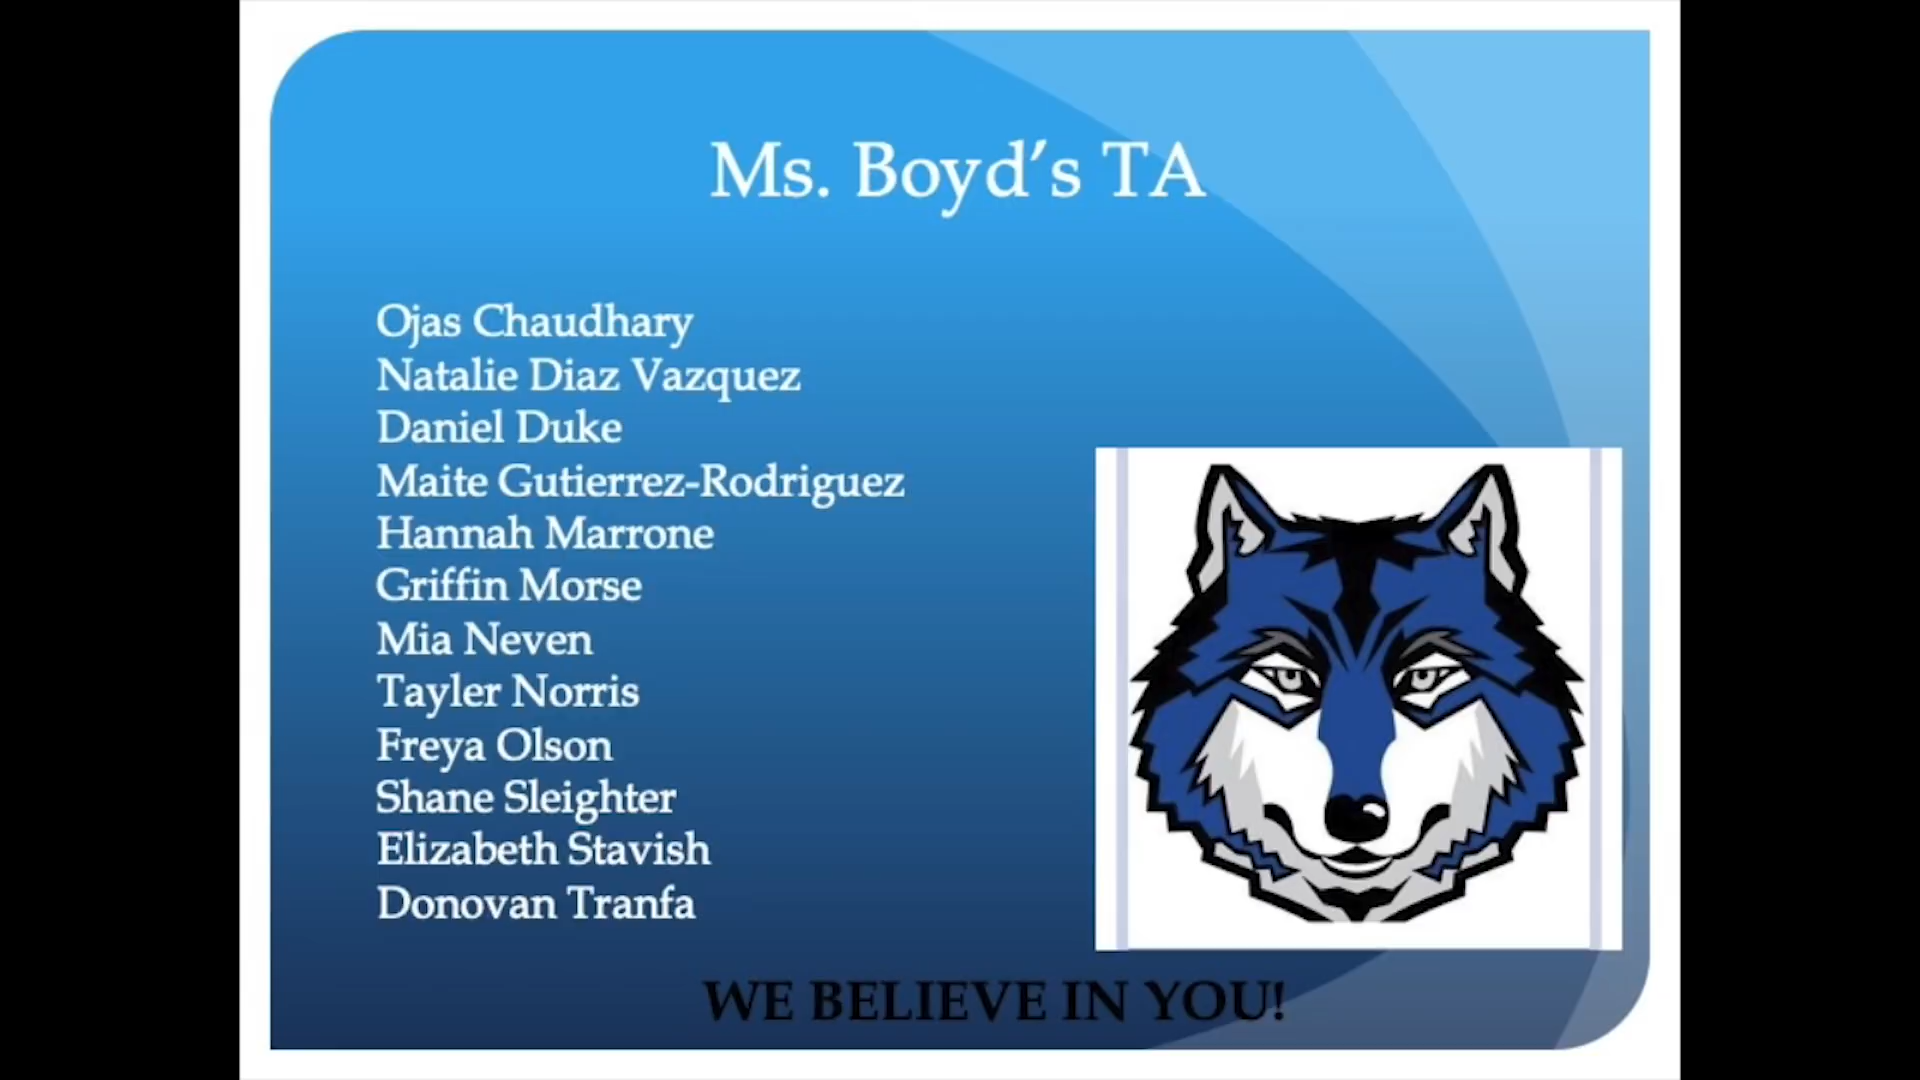 Ms. Boyd’s TA
Ojas Chaudhary
Natalie Diaz Vazquez
Daniel Duke
Maite Gutierrez-Rodriguez
Hannah Marrone
Griffin Morse
Mia Neven
Tayler Norris
Freya Olson
Shane Sleighter
Elizabeth Stavish
Donovan Tranfa
WE BELIEVE IN YOU!